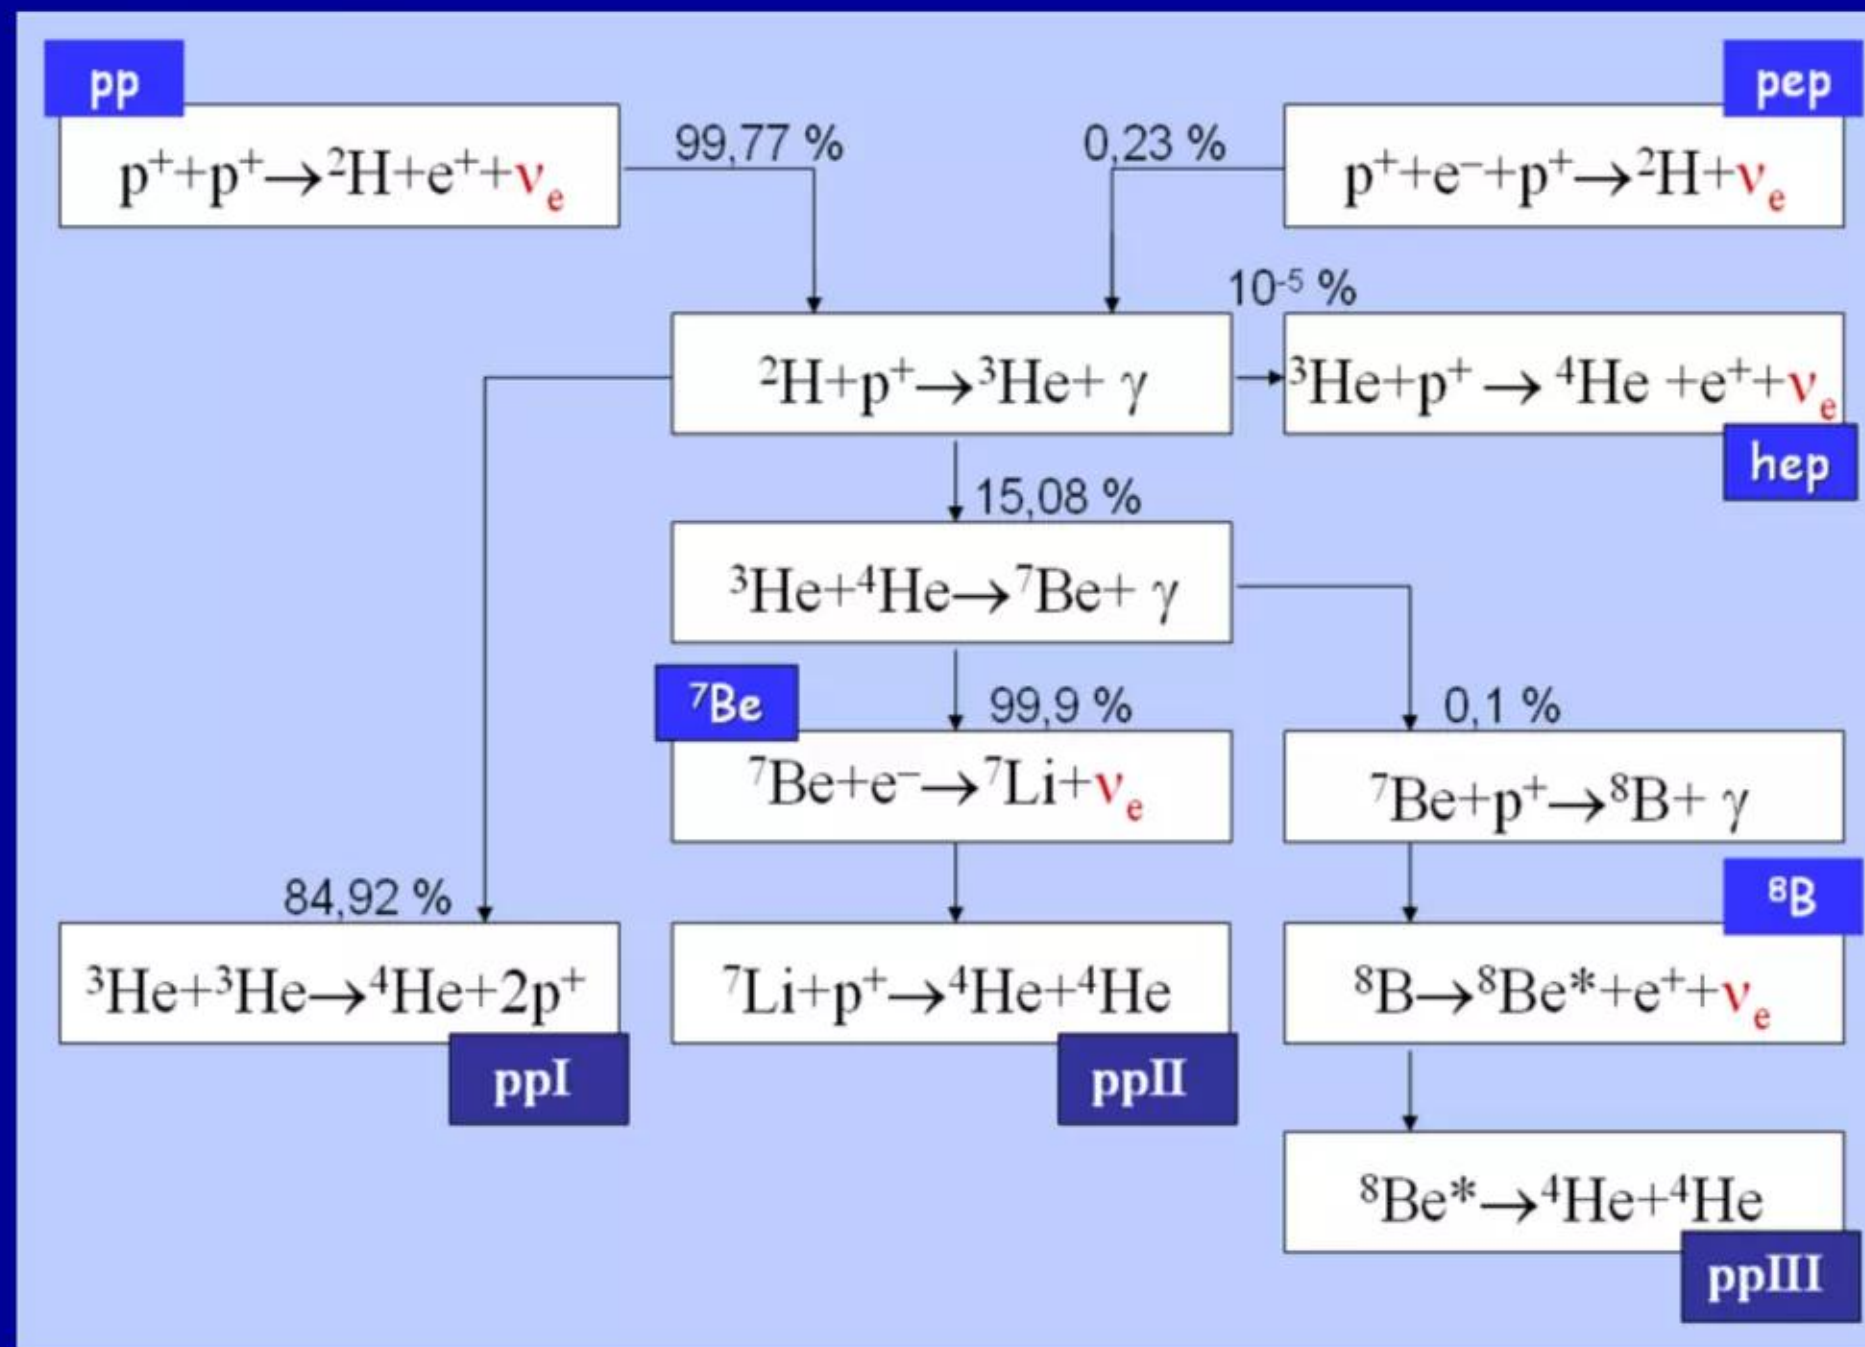 pp
pep
p⁺+p⁺→²H+e⁺+νₑ
99,77 %
0,23 %
p⁺+e⁻+p⁺→²H+νₑ
10⁻⁵ %
²H+p⁺→³He+ γ
³He+p⁺ → ⁴He +e⁺+νₑ
hep
15,08 %
³He+⁴He→⁷Be+ γ
⁷Be
99,9 %
0,1 %
⁷Be+e⁻→⁷Li+νₑ
⁷Be+p⁺→⁸B+ γ
84,92 %
⁸B
³He+³He→⁴He+2p⁺
⁷Li+p⁺→⁴He+⁴He
⁸B→⁸Be*+e⁺+νₑ
ppI
ppII
⁸Be*→⁴He+⁴He
ppIII